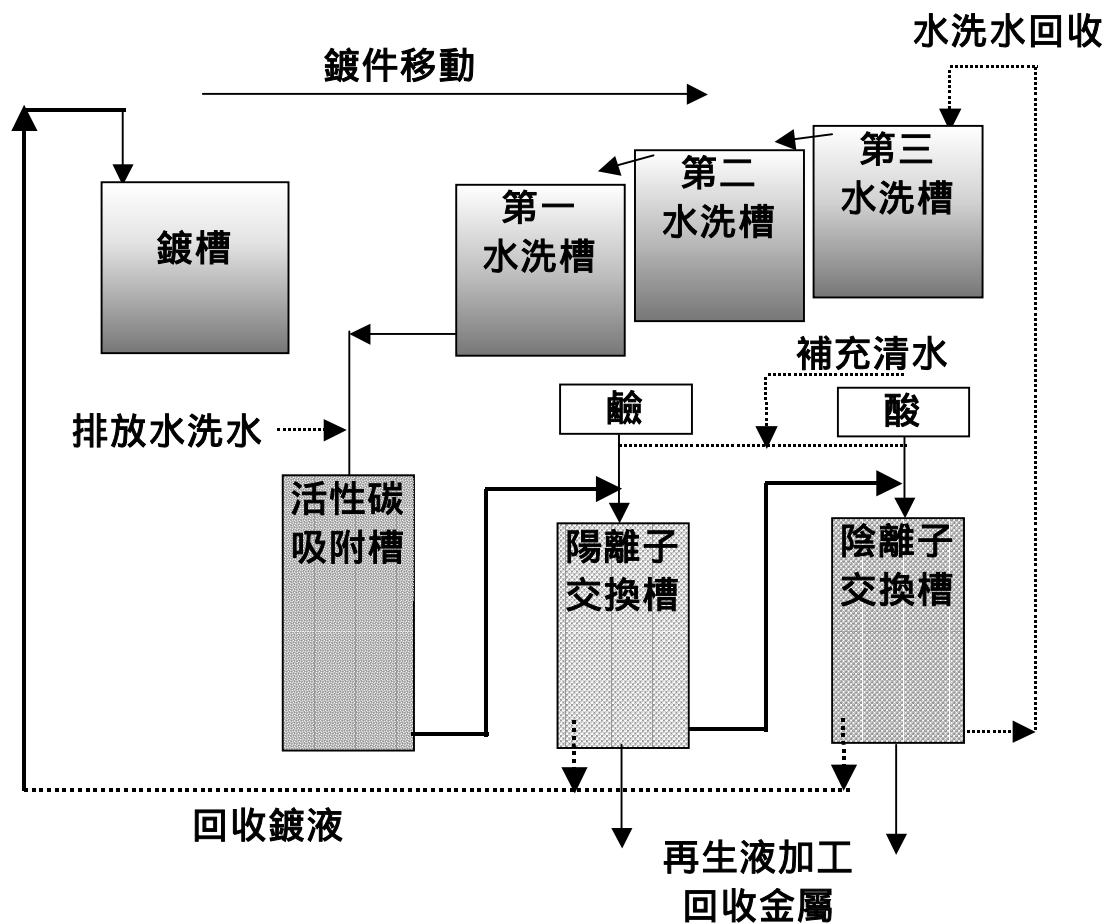 水洗水回收
鍍件移動
第三
水洗槽
第二
水洗槽
第一
水洗槽
鍍槽
補充清水
鹼
酸
排放水洗水
活性碳
吸附槽
陽離子
交換槽
陰離子
交換槽
回收鍍液
再生液加工
回收金屬